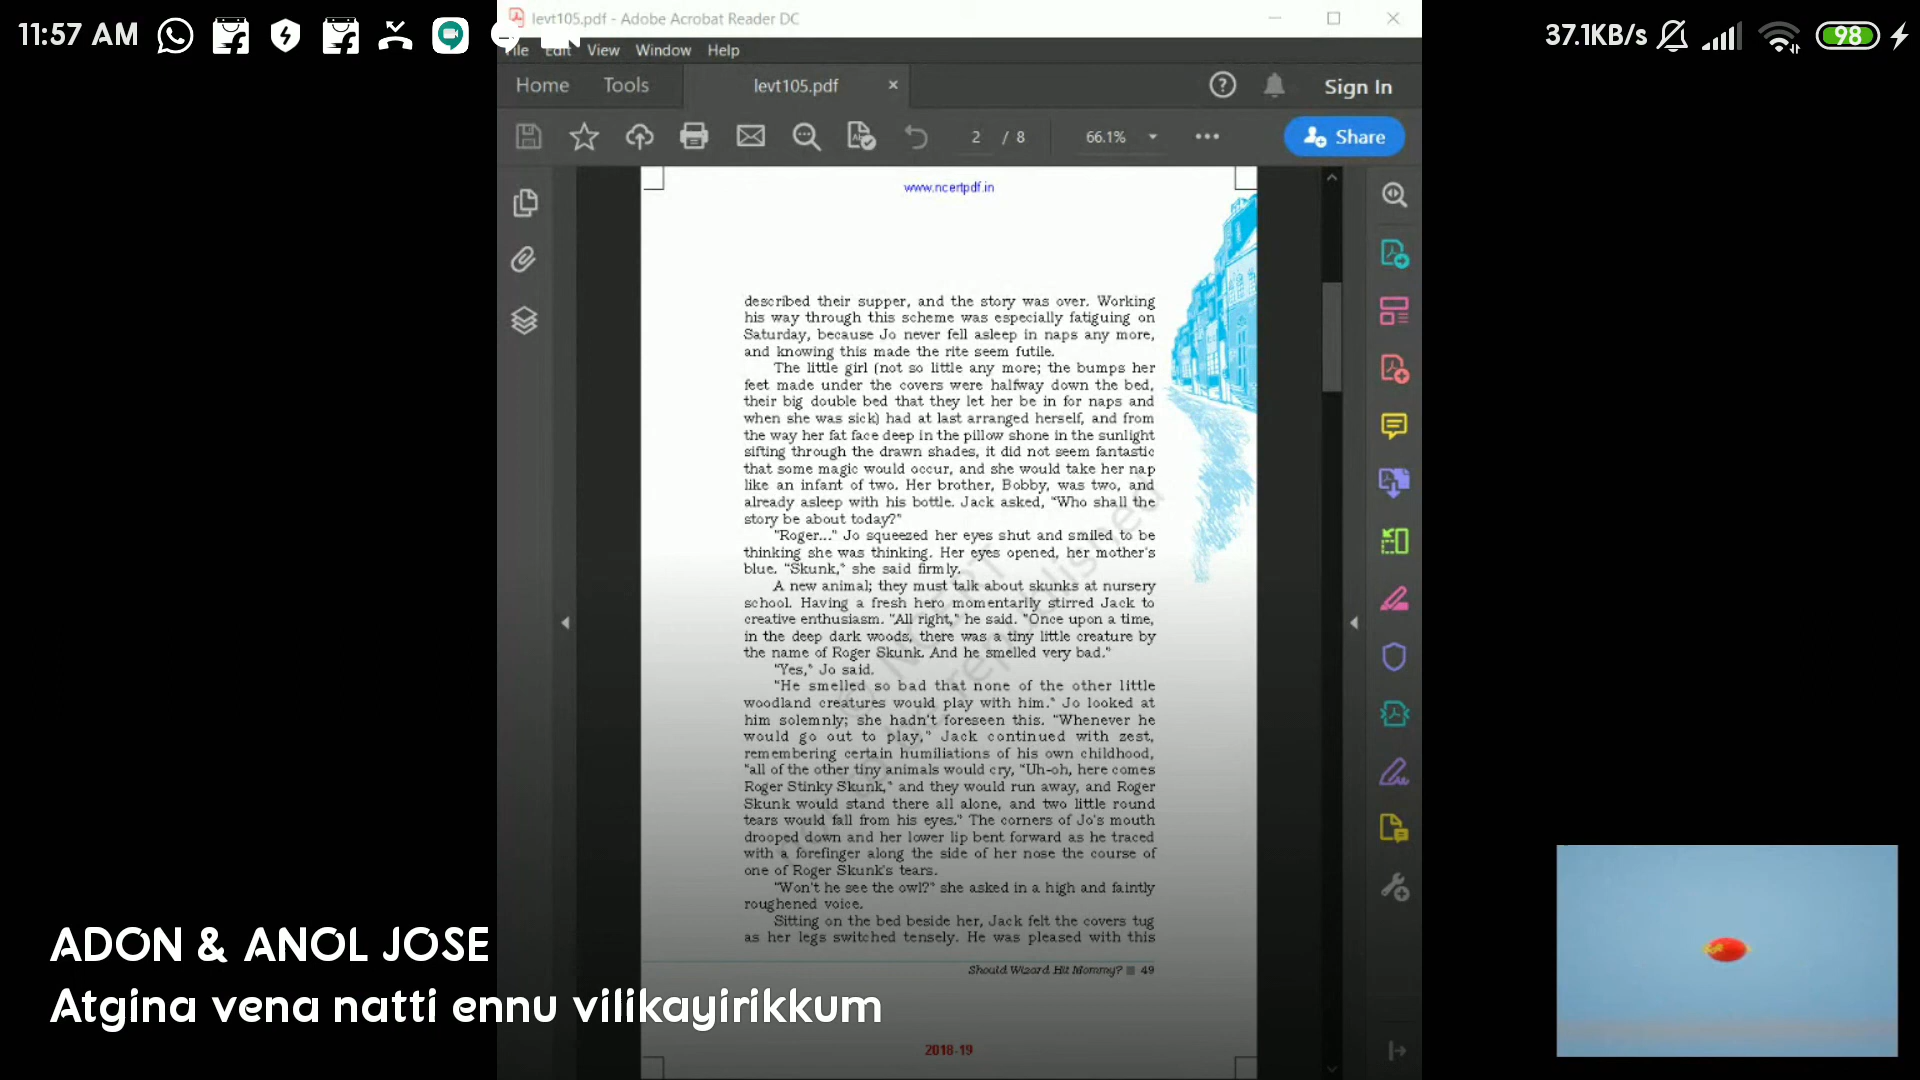 11:57 AM
37.1KB/s
98
levt105.pdf - Adobe Acrobat Reader DC
File Edit View Window Help
Home Tools levt105.pdf Sign In
2 / 8 66.1% Share
www.ncertpdf.in
described their supper, and the story was over. Working
his way through this scheme was especially fatiguing on
Saturday, because Jo never fell asleep in naps any more,
and knowing this made the rite seem futile.
The little girl (not so little any more; the bumps her
feet made under the covers were halfway down the bed,
their big double bed that they let her be in for naps and
when she was sick) had at last arranged herself, and from
the way her fat face deep in the pillow shone in the sunlight
sifting through the drawn shades, it did not seem fantastic
that some magic would occur, and she would take her nap
like an infant of two. Her brother, Bobby, was two, and
already asleep with his bottle. Jack asked, “Who shall the
story be about today?”
“Roger...” Jo squeezed her eyes shut and smiled to be
thinking she was thinking. Her eyes opened, her mother's
blue. “Skunk,” she said firmly.
A new animal; they must talk about skunks at nursery
school. Having a fresh hero momentarily stirred Jack to
creative enthusiasm. “All right,” he said. “Once upon a time,
in the deep dark woods, there was a tiny little creature by
the name of Roger Skunk. And he smelled very bad.”
“Yes,” Jo said.
“He smelled so bad that none of the other little
woodland creatures would play with him.” Jo looked at
him solemnly; she hadn't foreseen this. “Whenever he
would go out to play,” Jack continued with zest,
remembering certain humiliations of his own childhood,
“all of the other tiny animals would cry, “Uh-oh, here comes
Roger Stinky Skunk,” and they would run away, and Roger
Skunk would stand there all alone, and two little round
tears would fall from his eyes.” The corners of Jo's mouth
drooped down and her lower lip bent forward as he traced
with a forefinger along the side of her nose the course of
one of Roger Skunk's tears.
“Won't he see the owl?” she asked in a high and faintly
roughened voice.
Sitting on the bed beside her, Jack felt the covers tug
as her legs switched tensely. He was pleased with this
Should Wizard Hit Mommy? 49
2018-19
© NCERT
not to be republished
ADON & ANOL JOSE
Atgina vena natti ennu vilikayirikkum